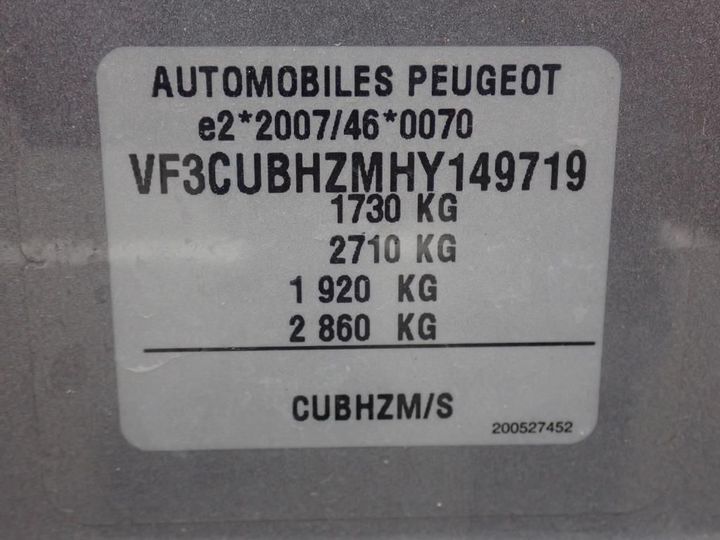 AUTOMOBILES PEUGEOT
e2*2007/46*0070
VF3CUBHZMHY149719
1730 KG
2710 KG
1 920 KG
2 860 KG
CUBHZM/S
200527452